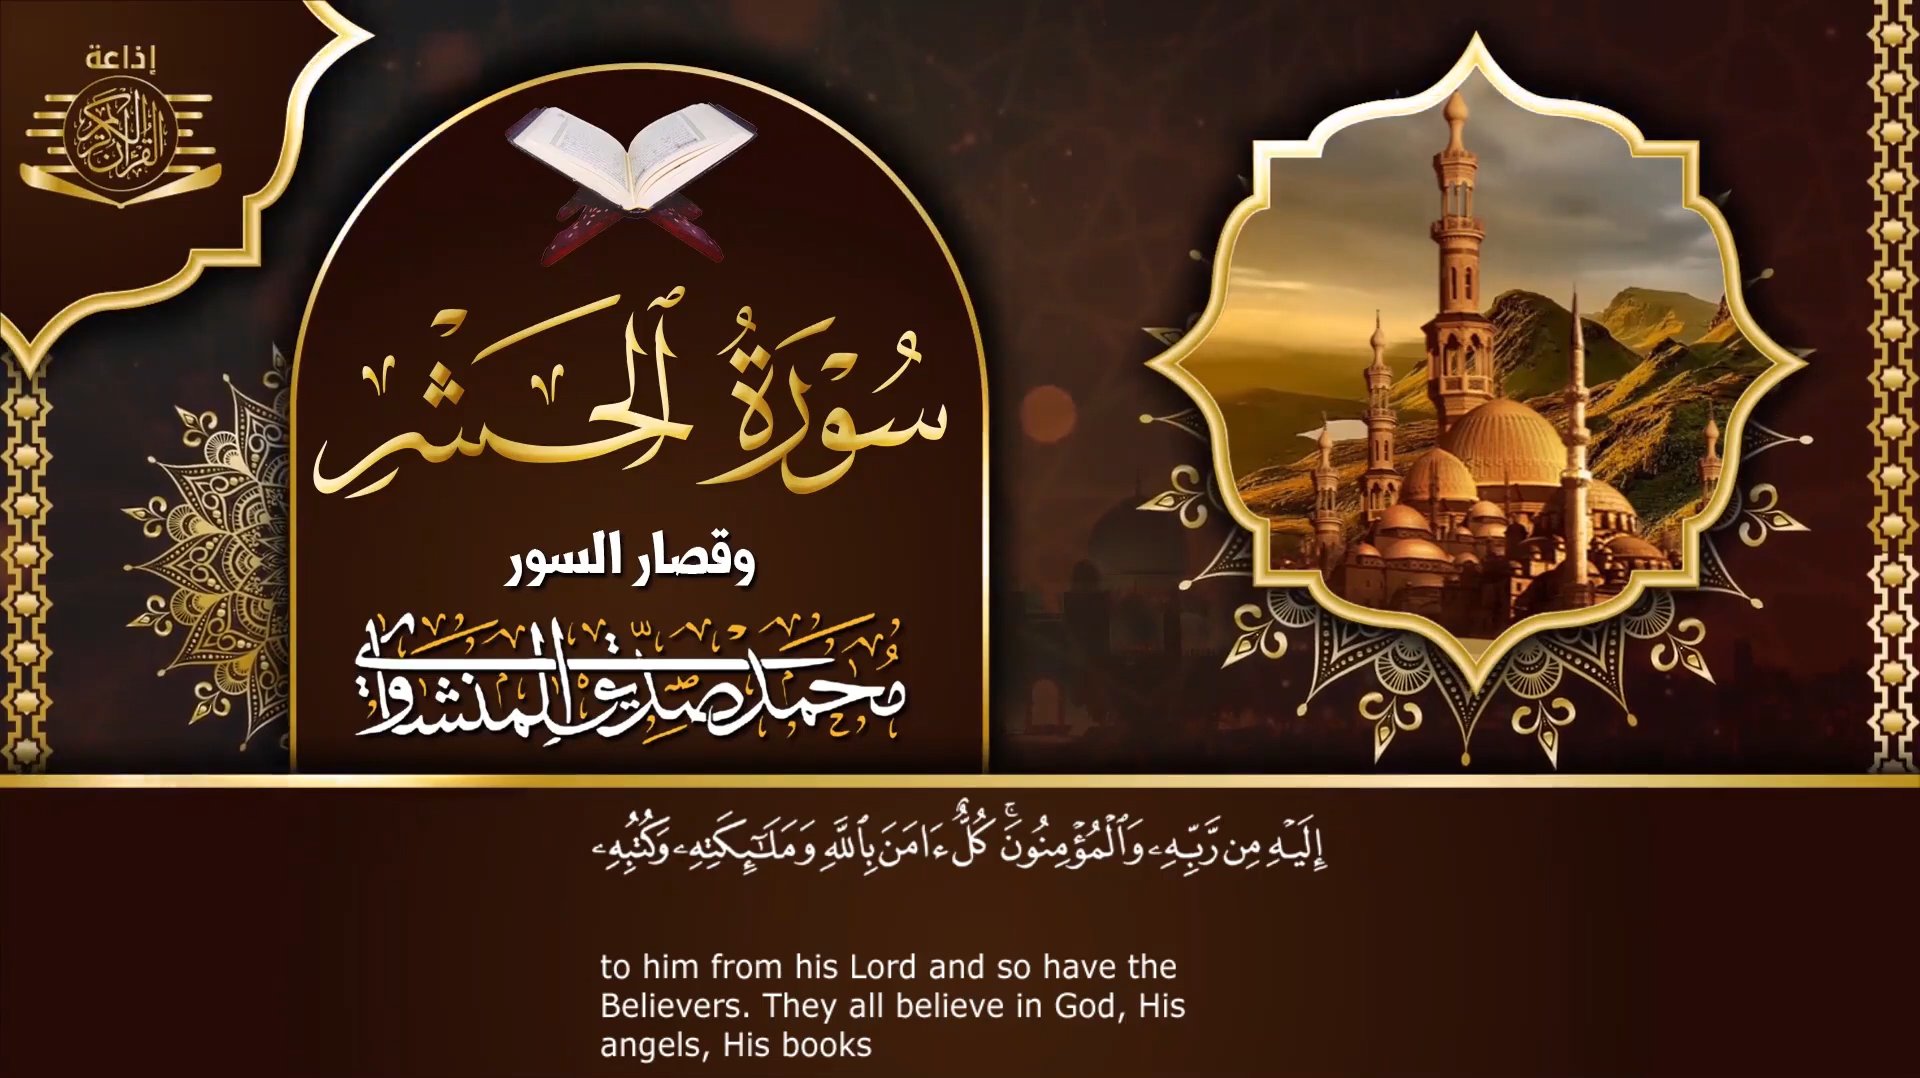 إذاعة
القرآن الكريم
سُورَةُ ٱلْحَشْرِ
وقصار السور
محمد صديق المنشاوي
إِلَيْهِ مِن رَّبِّهِۦ وَٱلْمُؤْمِنُونَ ۚ كُلٌّ ءَامَنَ بِٱللَّهِ وَمَلَـٰٓئِكَتِهِۦ وَكُتُبِهِۦ
to him from his Lord and so have the
Believers. They all believe in God, His
angels, His books